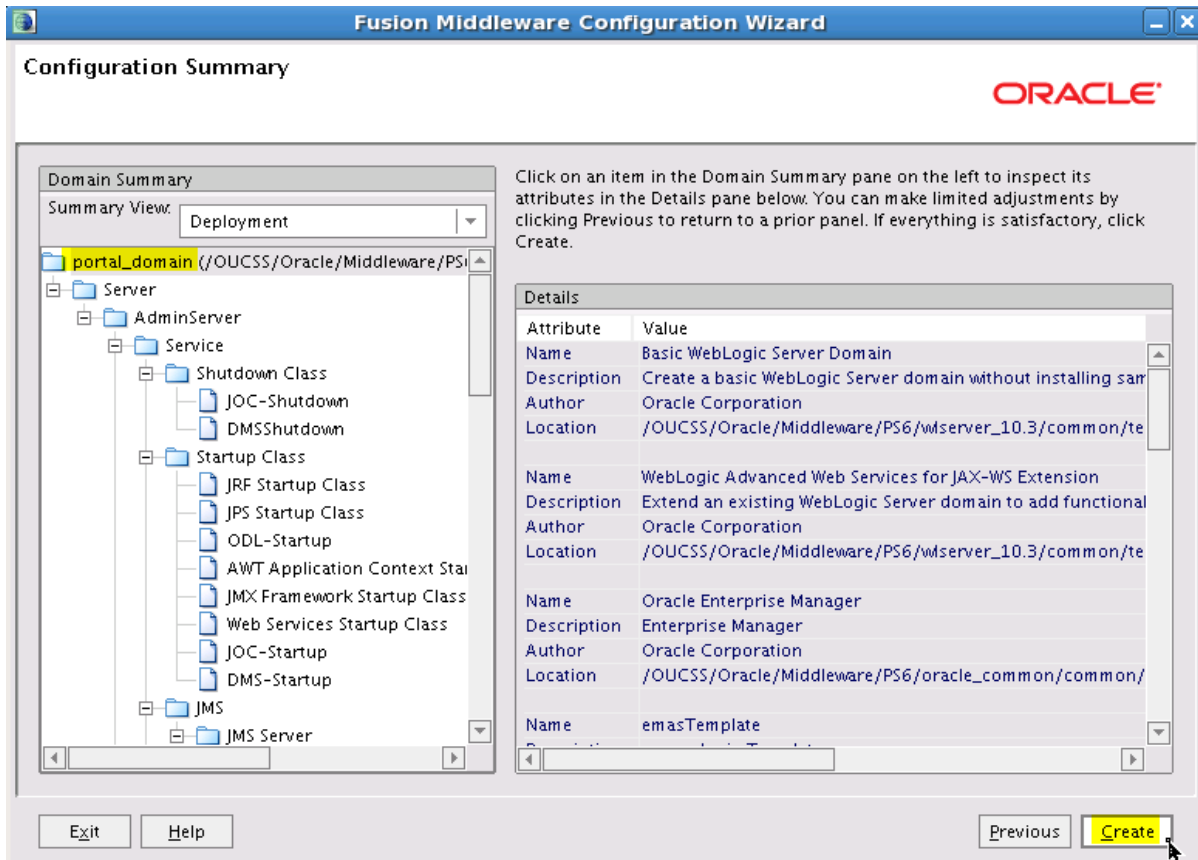 Fusion Middleware Configuration Wizard
Configuration Summary
ORACLE
Domain Summary
Summary View:
Deployment
portal_domain (/OUCSS/Oracle/Middleware/PS
Server
AdminServer
Service
Shutdown Class
JOC-Shutdown
DMSShutdown
Startup Class
JRF Startup Class
JPS Startup Class
ODL-Startup
AWT Application Context Star
JMX Framework Startup Class
Web Services Startup Class
JOC-Startup
DMS-Startup
JMS
JMS Server
Click on an item in the Domain Summary pane on the left to inspect its
attributes in the Details pane below. You can make limited adjustments by
clicking Previous to return to a prior panel. If everything is satisfactory, click
Create.
Details
Attribute Value
Name Basic WebLogic Server Domain
Description Create a basic WebLogic Server domain without installing sam
Author Oracle Corporation
Location /OUCSS/Oracle/Middleware/PS6/wlserver_10.3/common/te
Name WebLogic Advanced Web Services for JAX-WS Extension
Description Extend an existing WebLogic Server domain to add functional
Author Oracle Corporation
Location /OUCSS/Oracle/Middleware/PS6/wlserver_10.3/common/te
Name Oracle Enterprise Manager
Description Enterprise Manager
Author Oracle Corporation
Location /OUCSS/Oracle/Middleware/PS6/oracle_common/common/
Name emasTemplate
Exit Help Previous Create